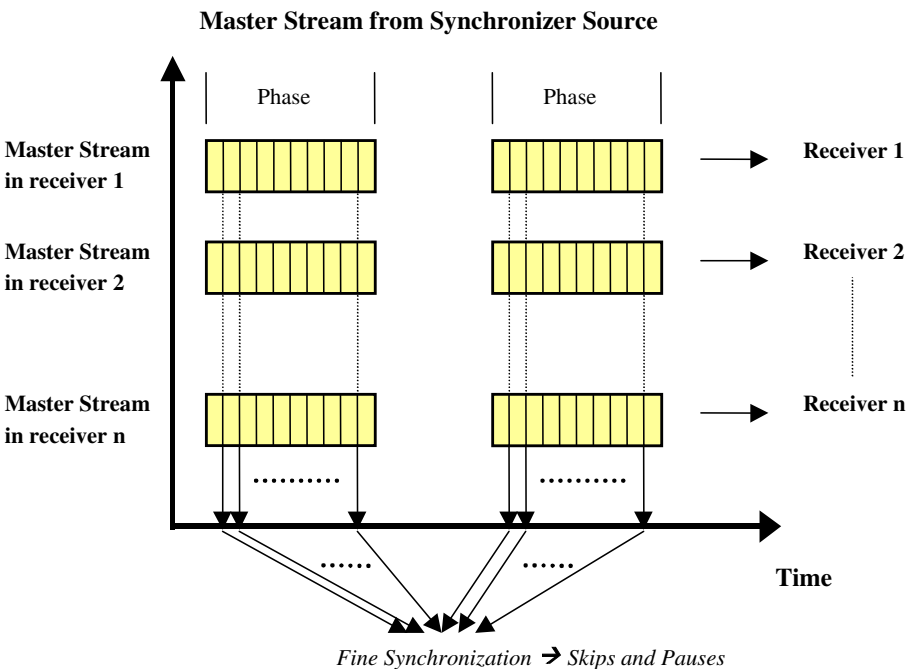 Master Stream from Synchronizer Source
Phase
Phase
Master Stream
in receiver 1
Receiver 1
Master Stream
in receiver 2
Receiver 2
Master Stream
in receiver n
Receiver n
Time
Fine Synchronization → Skips and Pauses